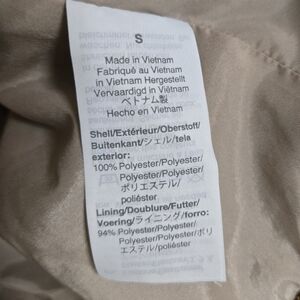 S
Made in Vietnam
Fabriqué au Vietnam
in Vietnam Hergestellt
Vervaardigd in Viëtnam
ベトナム製
Hecho en Vietnam
Shell/Extérieur/Oberstoff/
Buitenkant/シェル/tela
exterior:
100% Polyester/Polyester/
Polyester/Polyester/
ポリエステル/
poliéster
Lining/Doublure/Futter/
Voering/ライニング/forro:
94% Polyester/Polyester/
Polyester/Polyester/ポリ
エステル/poliéster